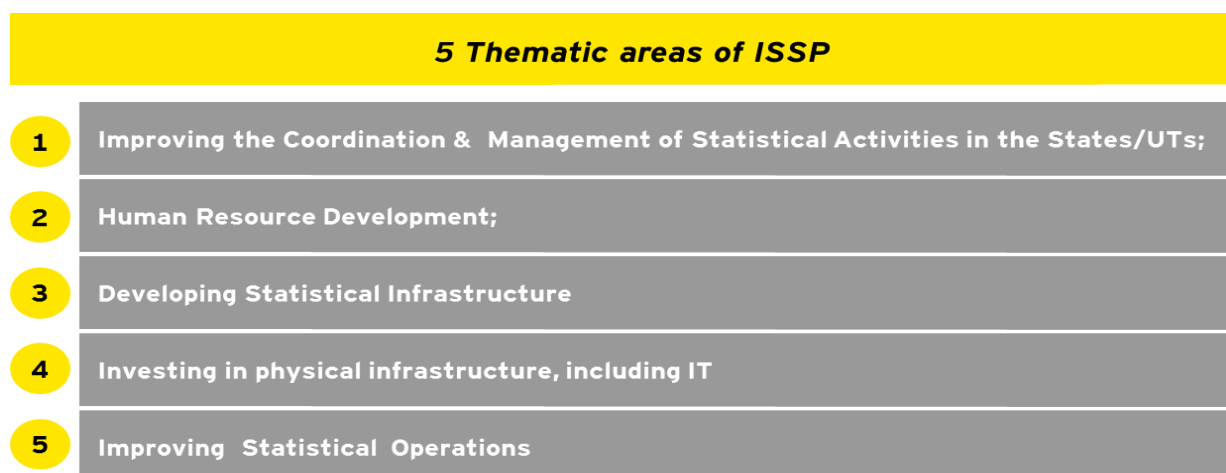 5 Thematic areas of ISSP
1 Improving the Coordination & Management of Statistical Activities in the States/UTs;
2 Human Resource Development;
3 Developing Statistical Infrastructure
4 Investing in physical infrastructure, including IT
5 Improving Statistical Operations